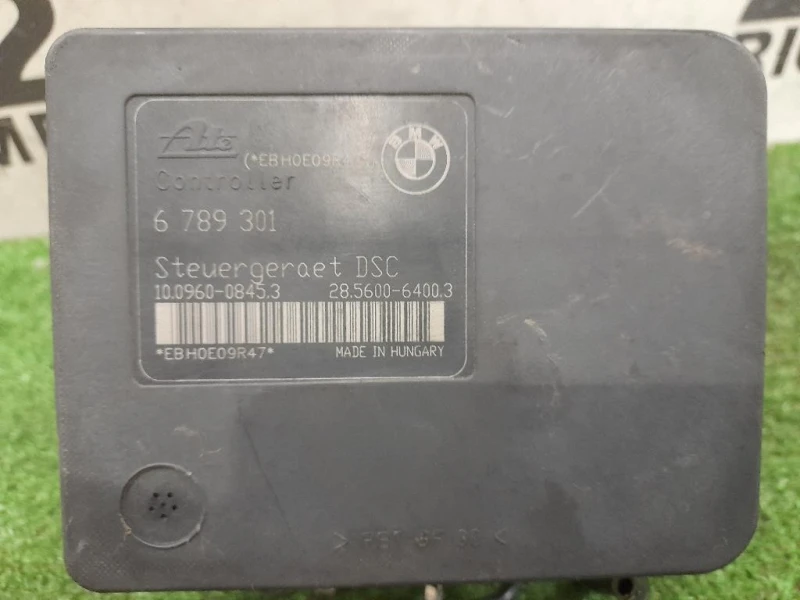 Ate
BMW
(*EBH0E09R4
Controller
6 789 301
Steuergeraet DSC
10.0960-0845.3 28.5600-6400.3
*EBH0E09R47*
MADE IN HUNGARY